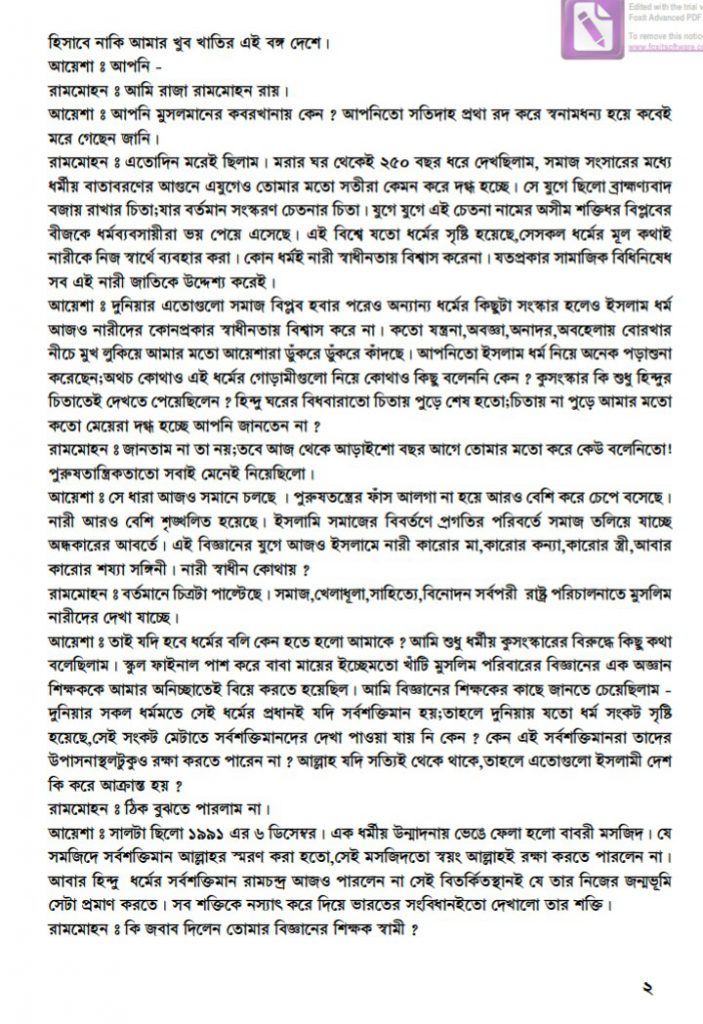 Edited with the trial v
Foxit Advanced PDF
To remove this notic
www.foxitsoftware.co
হিসাবে নাকি আমার খুব খাতির এই বঙ্গ দেশে।
আয়েশা ঃ আপনি -
রামমোহন ঃ আমি রাজা রামমোহন রায়।
আয়েশা ঃ আপনি মুসলমানের কবরখানায় কেন ? আপনিতো সতিদাহ প্রথা রদ করে স্বনামধন্য হয়ে কবেই
মরে গেছেন জানি।
রামমোহন ঃ এতোদিন মরেই ছিলাম। মরার ঘর থেকেই ২৫০ বছর ধরে দেখছিলাম, সমাজ সংসারের মধ্যে
ধর্মীয় বাতাবরণের আগুনে এযুগেও তোমার মতো সতীরা কেমন করে দগ্ধ হচ্ছে। সে যুগে ছিলো ব্রাহ্মণ্যবাদ
বজায় রাখার চিতা;যার বর্তমান সংস্করণ চেতনার চিতা। যুগে যুগে এই চেতনা নামের অসীম শক্তিধর বিপ্লবের
বীজকে ধর্মব্যবসায়ীরা ভয় পেয়ে এসেছে। এই বিশ্বে যতো ধর্মের সৃষ্টি হয়েছে,সেসকল ধর্মের মূল কথাই
নারীকে নিজ স্বার্থে ব্যবহার করা। কোন ধর্মই নারী স্বাধীনতায় বিশ্বাস করেনা। যতপ্রকার সামাজিক বিধিনিষেধ
সব এই নারী জাতিকে উদ্দেশ্য করেই।
আয়েশা ঃ দুনিয়ার এতোগুলো সমাজ বিপ্লব হবার পরেও অন্যান্য ধর্মের কিছুটা সংস্কার হলেও ইসলাম ধর্ম
আজও নারীদের কোনপ্রকার স্বাধীনতায় বিশ্বাস করে না। কতো যন্ত্রনা,অবজ্ঞা,অনাদর,অবহেলায় বোরখার
নীচে মুখ লুকিয়ে আমার মতো আয়েশারা ডুঁকরে ডুঁকরে কাঁদছে। আপনিতো ইসলাম ধর্ম নিয়ে অনেক পড়াশুনা
করেছেন;অথচ কোথাও এই ধর্মের গোড়ামীগুলো নিয়ে কোথাও কিছু বলেননি কেন ? কুসংস্কার কি শুধু হিন্দুর
চিতাতেই দেখতে পেয়েছিলেন ? হিন্দু ঘরের বিধবারাতো চিতায় পুড়ে শেষ হতো;চিতায় না পুড়ে আমার মতো
কতো মেয়েরা দগ্ধ হচ্ছে আপনি জানতেন না ?
রামমোহন ঃ জানতাম না তা নয়;তবে আজ থেকে আড়াইশো বছর আগে তোমার মতো করে কেউ বলেনিতো!
পুরুষতান্ত্রিকতাতো সবাই মেনেই নিয়েছিলো।
আয়েশা ঃ সে ধারা আজও সমানে চলছে । পুরুষতন্ত্রের ফাঁস আলগা না হয়ে আরও বেশি করে চেপে বসেছে।
নারী আরও বেশি শৃঙ্খলিত হয়েছে। ইসলামি সমাজের বিবর্তণে প্রগতির পরিবর্তে সমাজ তলিয়ে যাচ্ছে
অন্ধকারের আবর্তে। এই বিজ্ঞানের যুগে আজও ইসলামে নারী কারোর মা,কারোর কন্যা,কারোর স্ত্রী,আবার
কারোর শয্যা সঙ্গিনী। নারী স্বাধীন কোথায় ?
রামমোহন ঃ বর্তমানে চিত্রটা পাল্টেছে। সমাজ,খেলাধূলা,সাহিত্যে,বিনোদন সর্বপরী রাষ্ট্র পরিচালনাতে মুসলিম
নারীদের দেখা যাচ্ছে।
আয়েশা ঃ তাই যদি হবে ধর্মের বলি কেন হতে হলো আমাকে ? আমি শুধু ধর্মীয় কুসংস্কারের বিরুদ্ধে কিছু কথা
বলেছিলাম। স্কুল ফাইনাল পাশ করে বাবা মায়ের ইচ্ছেমতো খাঁটি মুসলিম পরিবারের বিজ্ঞানের এক অজ্ঞান
শিক্ষককে আমার অনিচ্ছাতেই বিয়ে করতে হয়েছিল। আমি বিজ্ঞানের শিক্ষকের কাছে জানতে চেয়েছিলাম -
দুনিয়ার সকল ধর্মমতে সেই ধর্মের প্রধানই যদি সর্বশক্তিমান হয়;তাহলে দুনিয়ায় যতো ধর্ম সংকট সৃষ্টি
হয়েছে,সেই সংকট মেটাতে সর্বশক্তিমানদের দেখা পাওয়া যায় নি কেন ? কেন এই সর্বশক্তিমানরা তাদের
উপাসনাস্থলটুকুও রক্ষা করতে পারেন না ? আল্লাহ যদি সত্যিই থেকে থাকে,তাহলে এতোগুলো ইসলামী দেশ
কি করে আক্রান্ত হয় ?
রামমোহন ঃ ঠিক বুঝতে পারলাম না।
আয়েশা ঃ সালটা ছিলো ১৯৯১ এর ৬ ডিসেম্বর। এক ধর্মীয় উন্মাদনায় ভেঙে ফেলা হলো বাবরী মসজিদ। যে
সমজিদে সর্বশক্তিমান আল্লাহর স্মরণ করা হতো,সেই মসজিদতো স্বয়ং আল্লাহই রক্ষা করতে পারলেন না।
আবার হিন্দু ধর্মের সর্বশক্তিমান রামচন্দ্র আজও পারলেন না সেই বিতর্কিতস্থানই যে তার নিজের জন্মভূমি
সেটা প্রমাণ করতে। সব শক্তিকে নস্যাৎ করে দিয়ে ভারতের সংবিধানইতো দেখালো তার শক্তি।
রামমোহন ঃ কি জবাব দিলেন তোমার বিজ্ঞানের শিক্ষক স্বামী ?
২